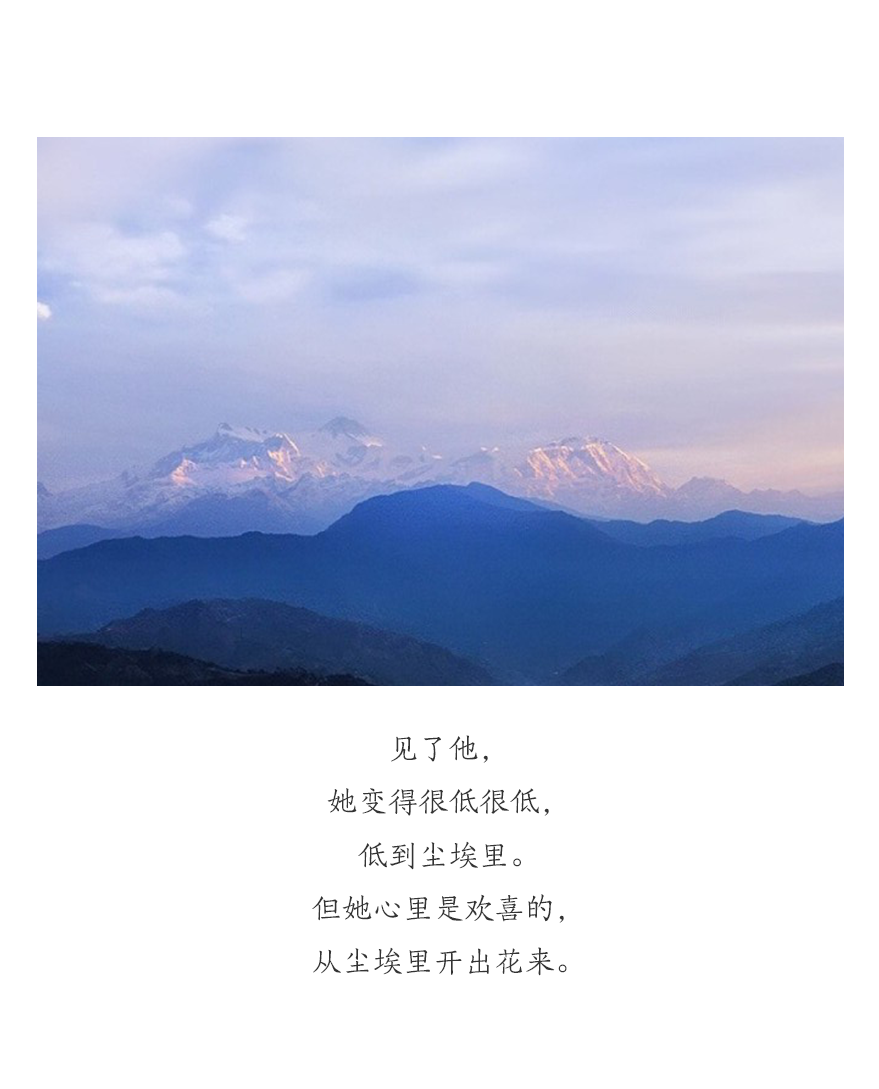 见了他，
她变得很低很低，
低到尘埃里。
但她心里是欢喜的，
从尘埃里开出花来。